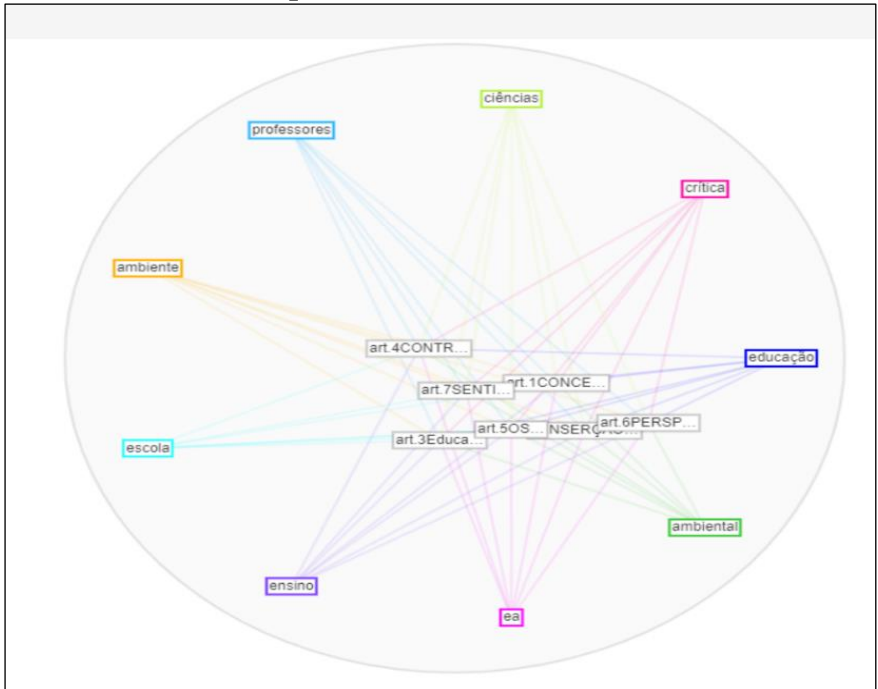 ciências
professores
crítica
ambiente
art.4CONTR...
educação
art.1CONCE...
art.7SENTI...
art.6PERSP...
art.5OS...
NSERÇÃO...
art.3Educa...
escola
ambiental
ensino
ea